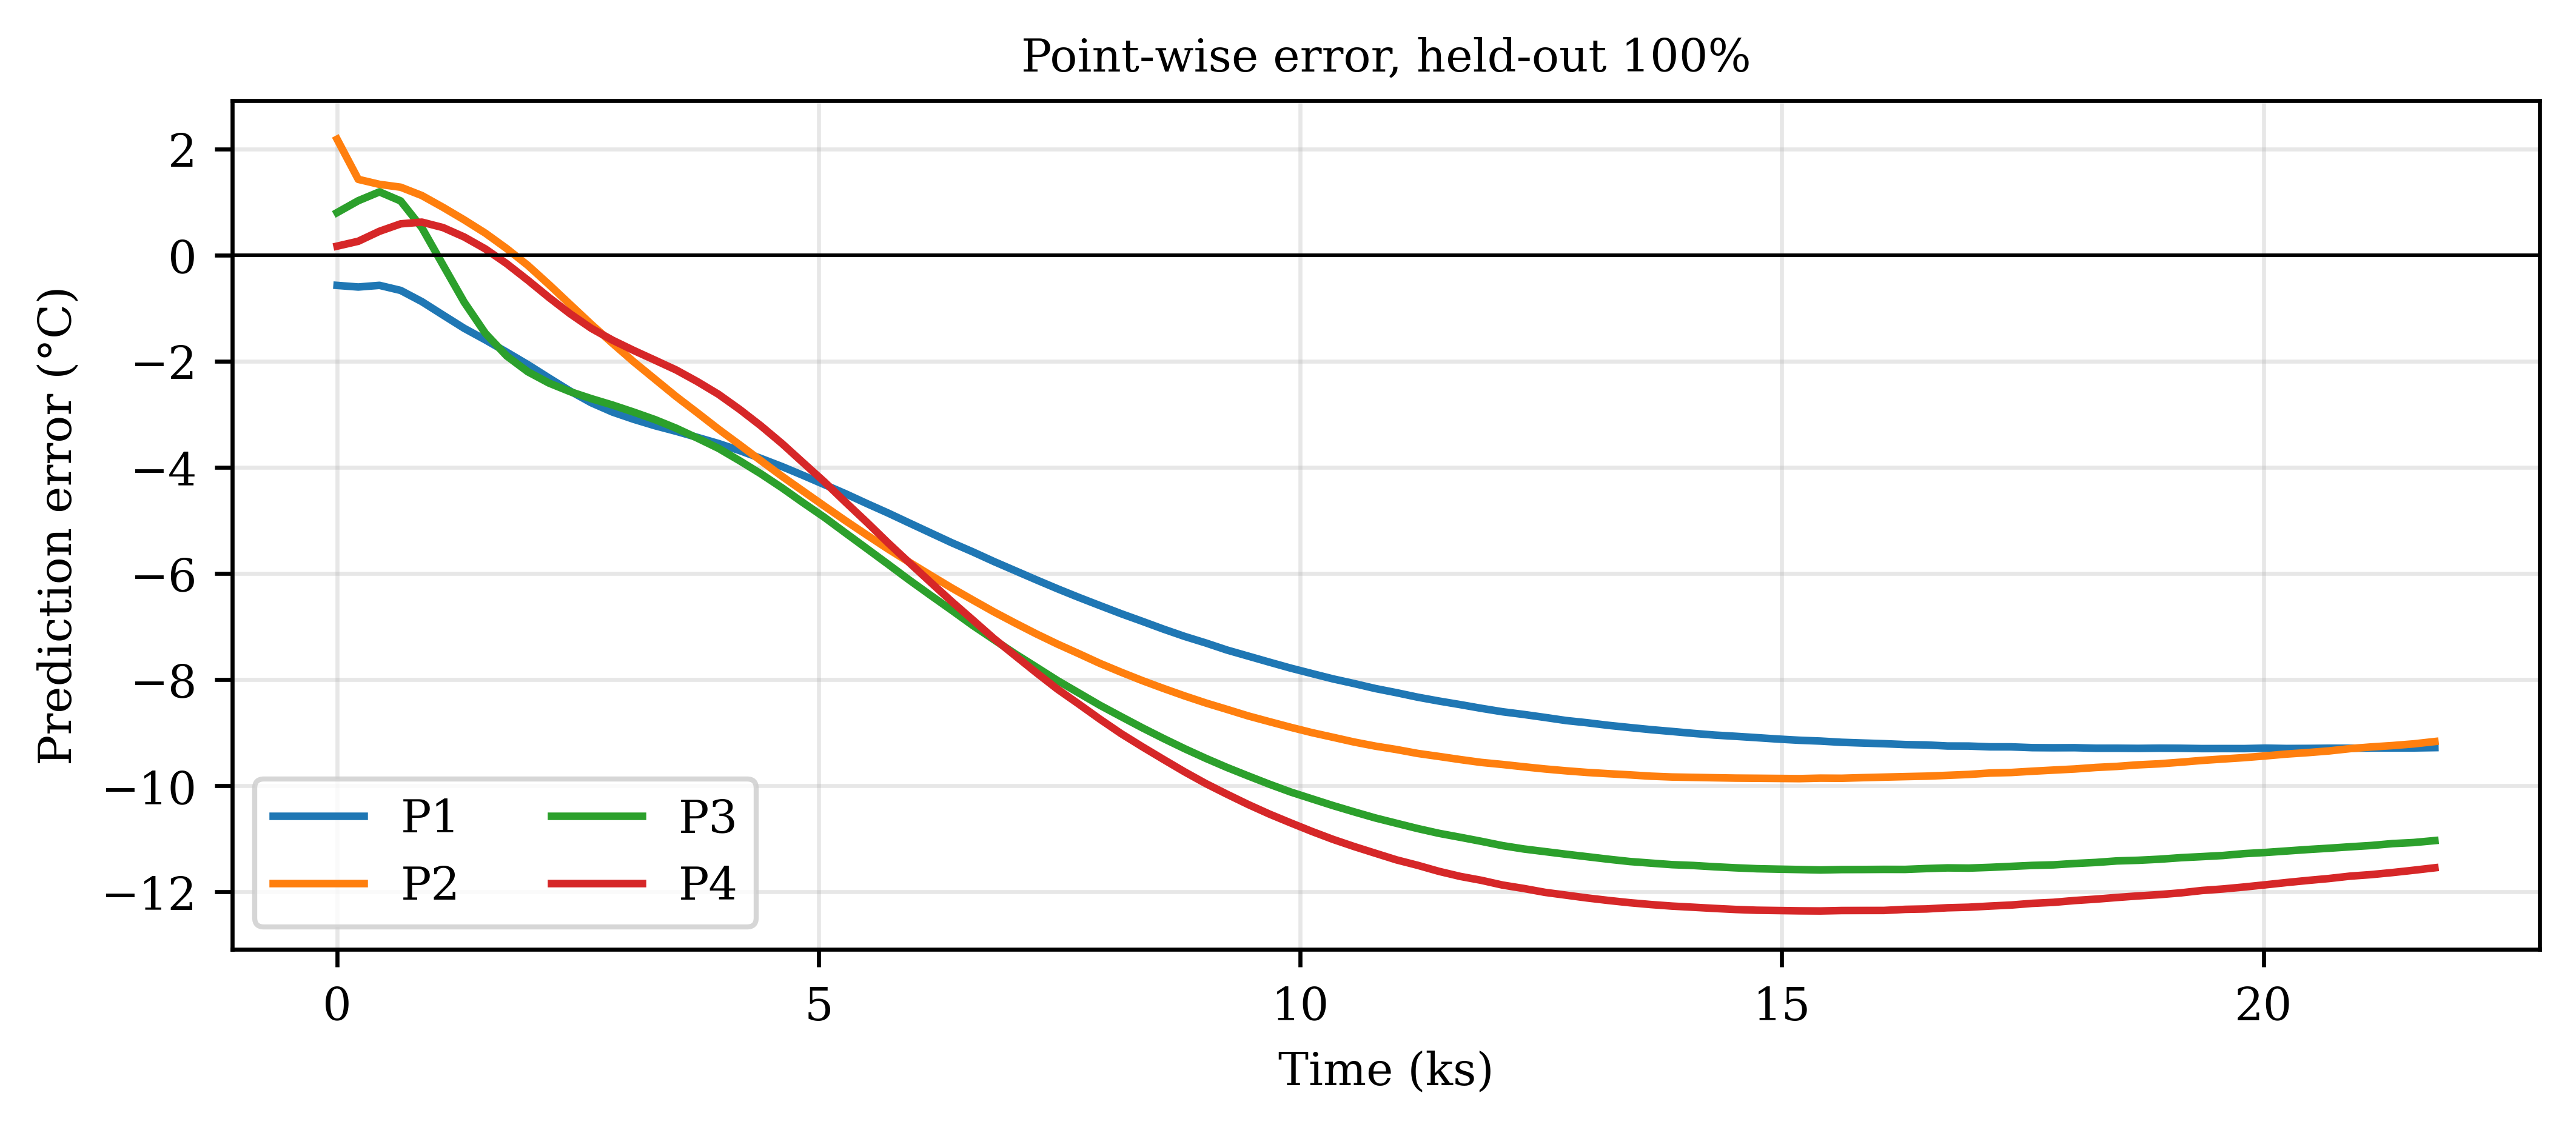 Point-wise error, held-out 100%
Prediction error (°C)
2
0
−2
−4
−6
−8
−10
−12
P1 P3
P2 P4
0 5 10 15 20
Time (ks)